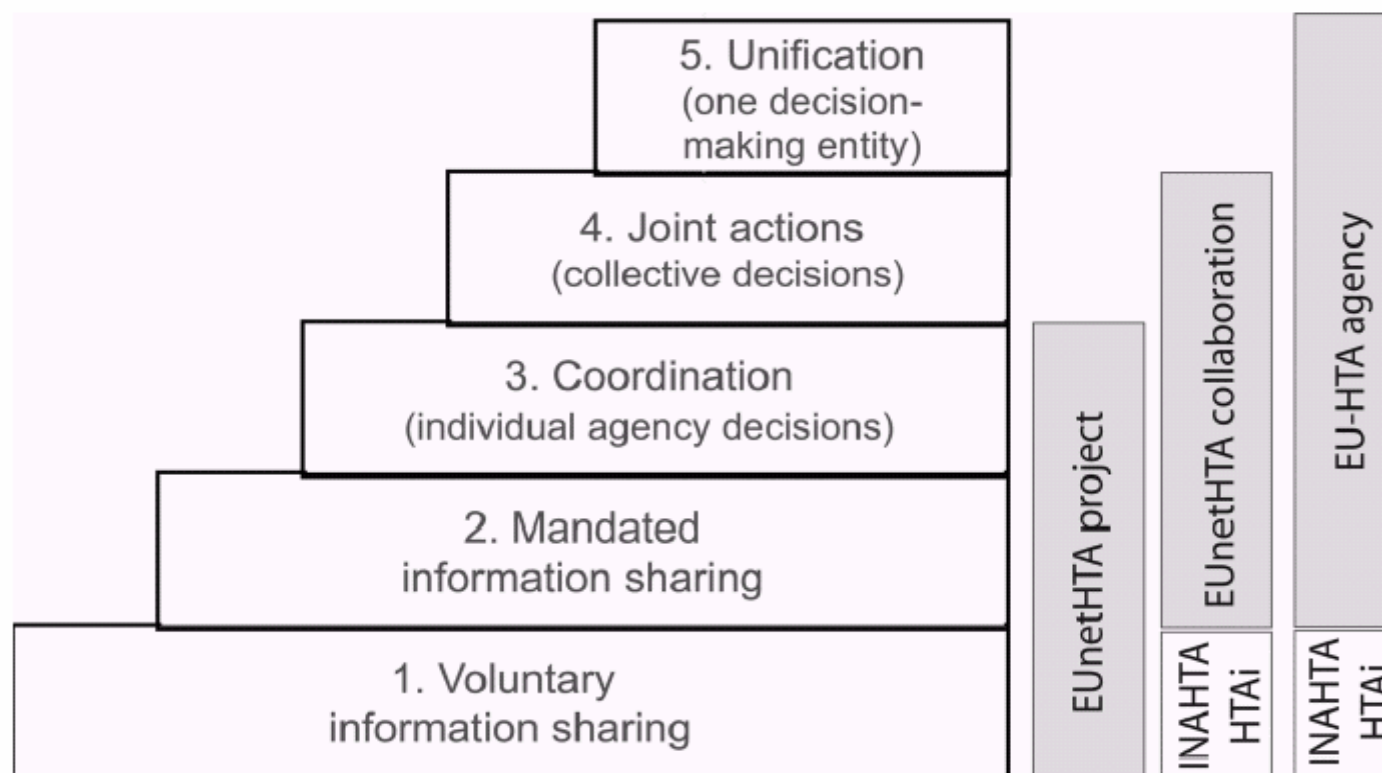 5. Unification
(one decision-
making entity)
4. Joint actions
(collective decisions)
3. Coordination
(individual agency decisions)
2. Mandated
information sharing
1. Voluntary
information sharing
EUnetHTA project
EUnetHTA collaboration
INAHTA
HTAi
EU-HTA agency
INAHTA
HTAi